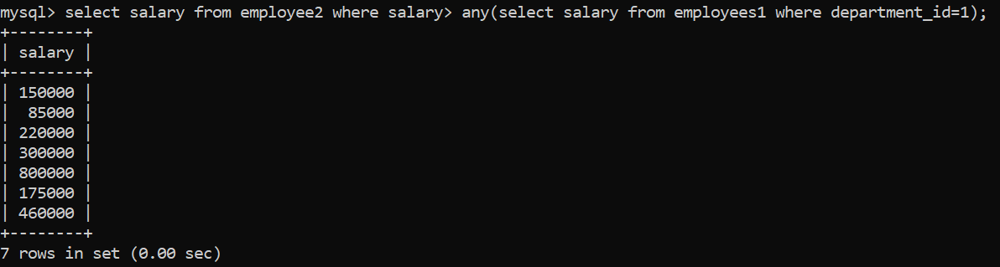 mysql> select salary from employee2 where salary> any(select salary from employees1 where department_id=1);
+--------+
| salary |
+--------+
| 150000 |
|  85000 |
| 220000 |
| 300000 |
| 800000 |
| 175000 |
| 460000 |
+--------+
7 rows in set (0.00 sec)